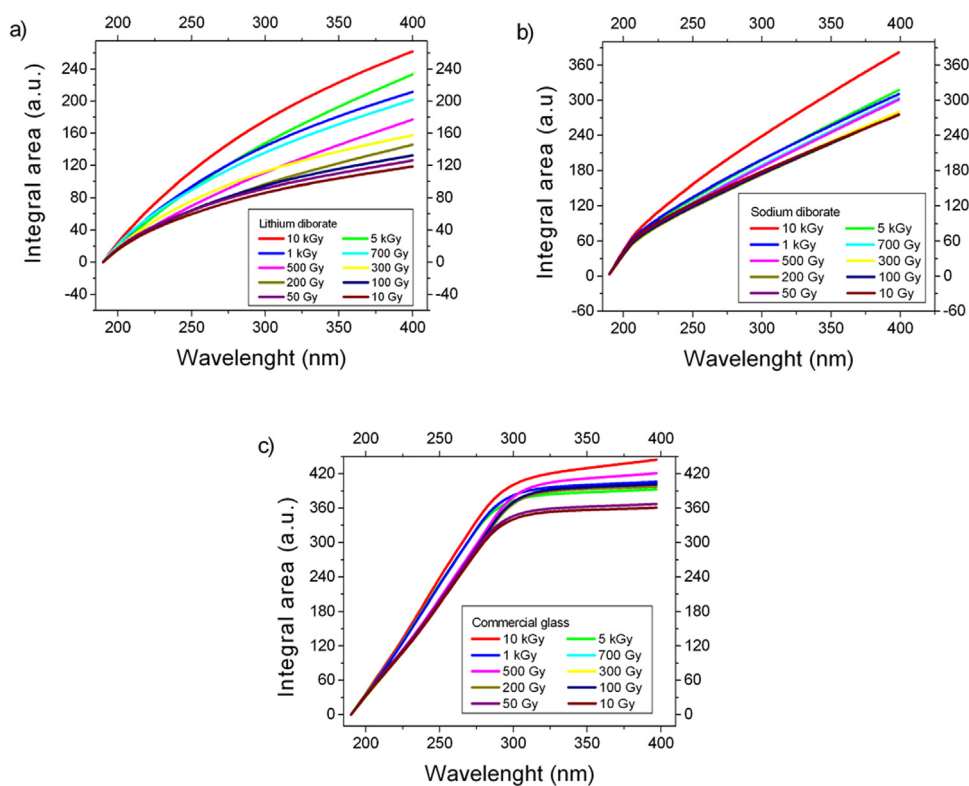 a)
200 250 300 350 400
240
200
160
120
80
40
0
-40
240
200
160
120
80
40
0
-40
Integral area (a.u.)
Lithium diborate
10 kGy 5 kGy
1 kGy 700 Gy
500 Gy 300 Gy
200 Gy 100 Gy
50 Gy 10 Gy
200 250 300 350 400
Wavelenght (nm)
b)
200 250 300 350 400
360
300
240
180
120
60
0
-60
360
300
240
180
120
60
0
-60
Integral area (a.u)
Sodium diborate
10 kGy 5 kGy
1 kGy 700 Gy
500 Gy 300 Gy
200 Gy 100 Gy
50 Gy 10 Gy
200 250 300 350 400
Wavelenght (nm)
c)
200 250 300 350 400
420
360
300
240
180
120
60
0
420
360
300
240
180
120
60
0
Integral area (a.u.)
Commercial glass
10 kGy 5 kGy
1 kGy 700 Gy
500 Gy 300 Gy
200 Gy 100 Gy
50 Gy 10 Gy
200 250 300 350 400
Wavelenght (nm)